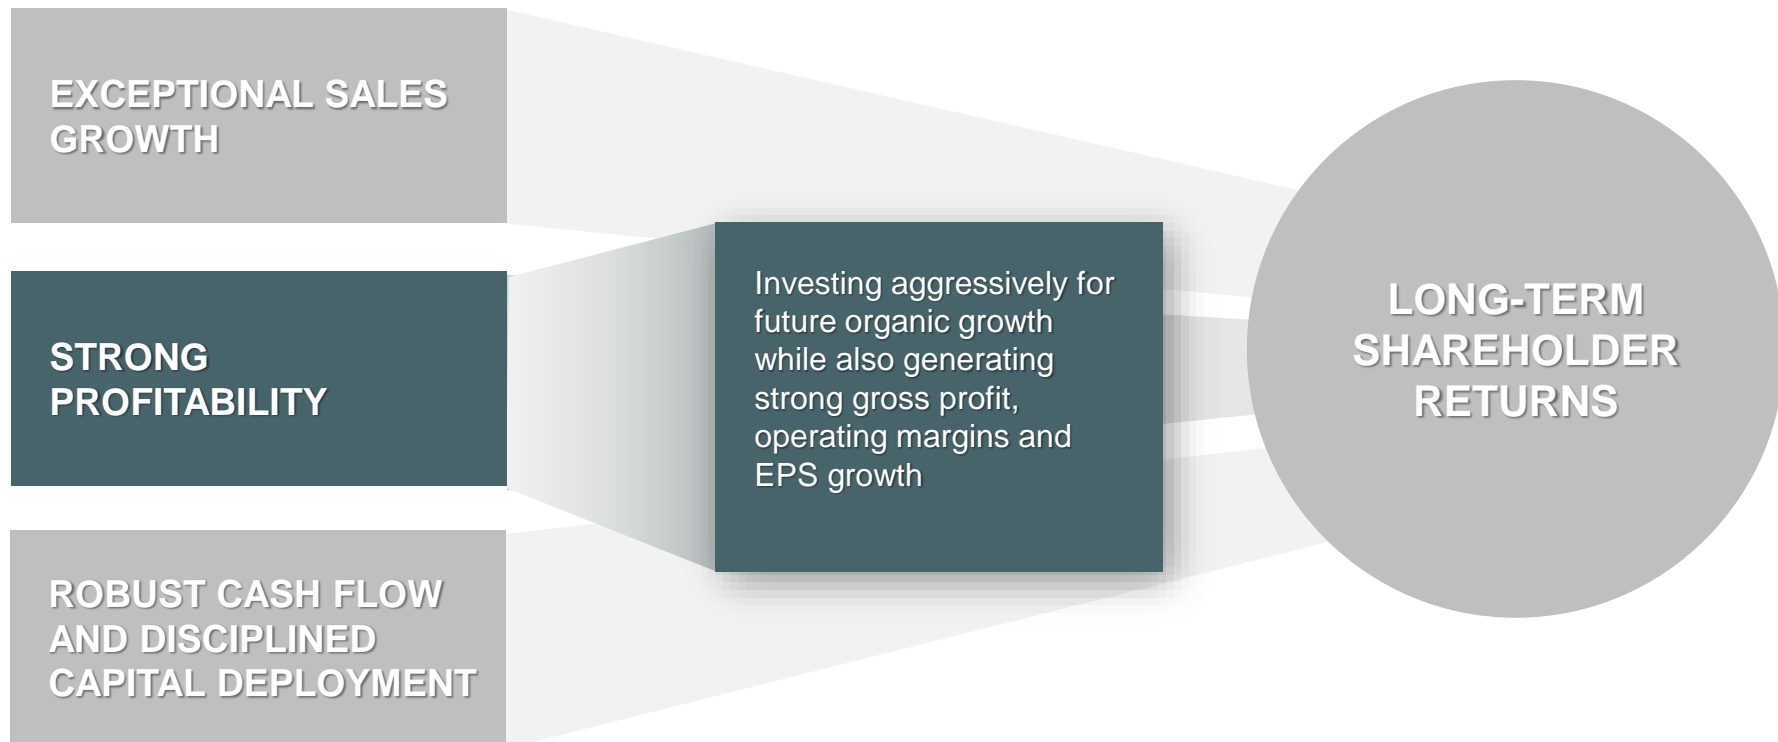 EXCEPTIONAL SALES
GROWTH
STRONG
PROFITABILITY
ROBUST CASH FLOW
AND DISCIPLINED
CAPITAL DEPLOYMENT
Investing aggressively for
future organic growth
while also generating
strong gross profit,
operating margins and
EPS growth
LONG-TERM
SHAREHOLDER
RETURNS